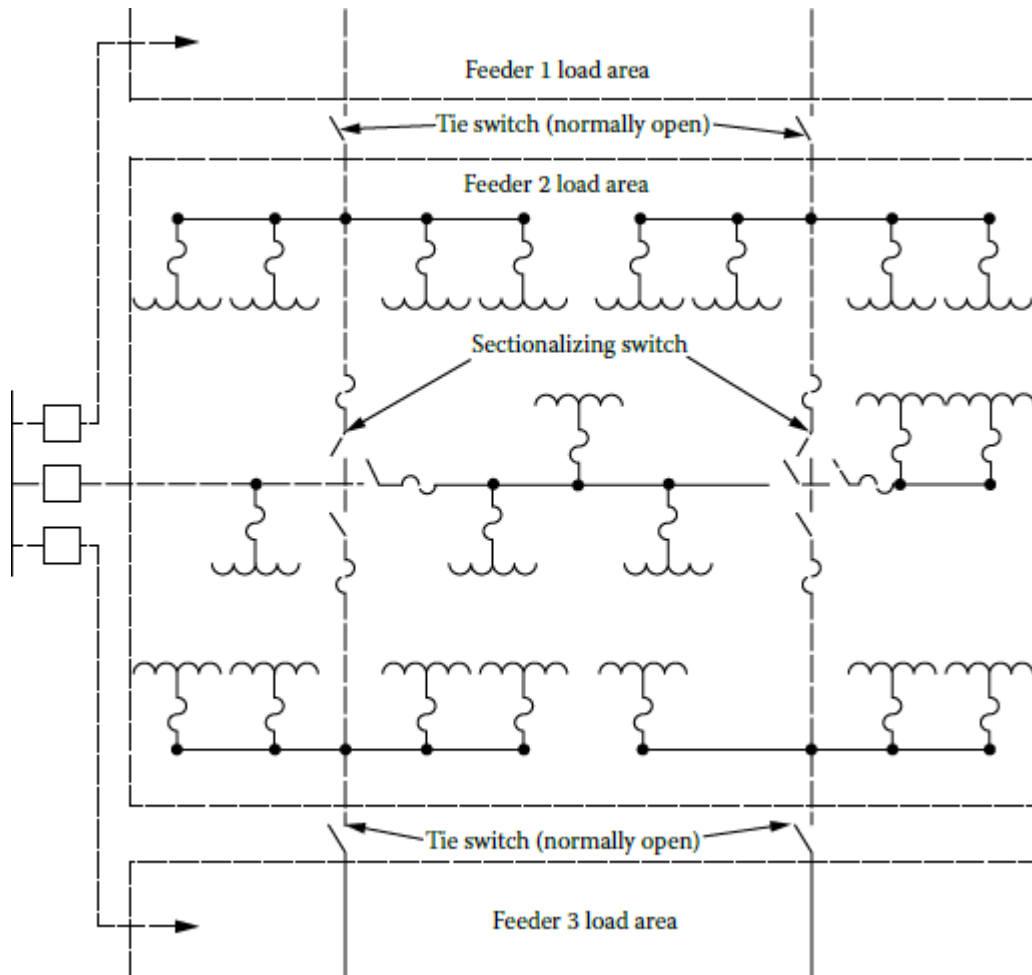 Feeder 1 load area
Tie switch (normally open)
Feeder 2 load area
Sectionalizing switch
Tie switch (normally open)
Feeder 3 load area